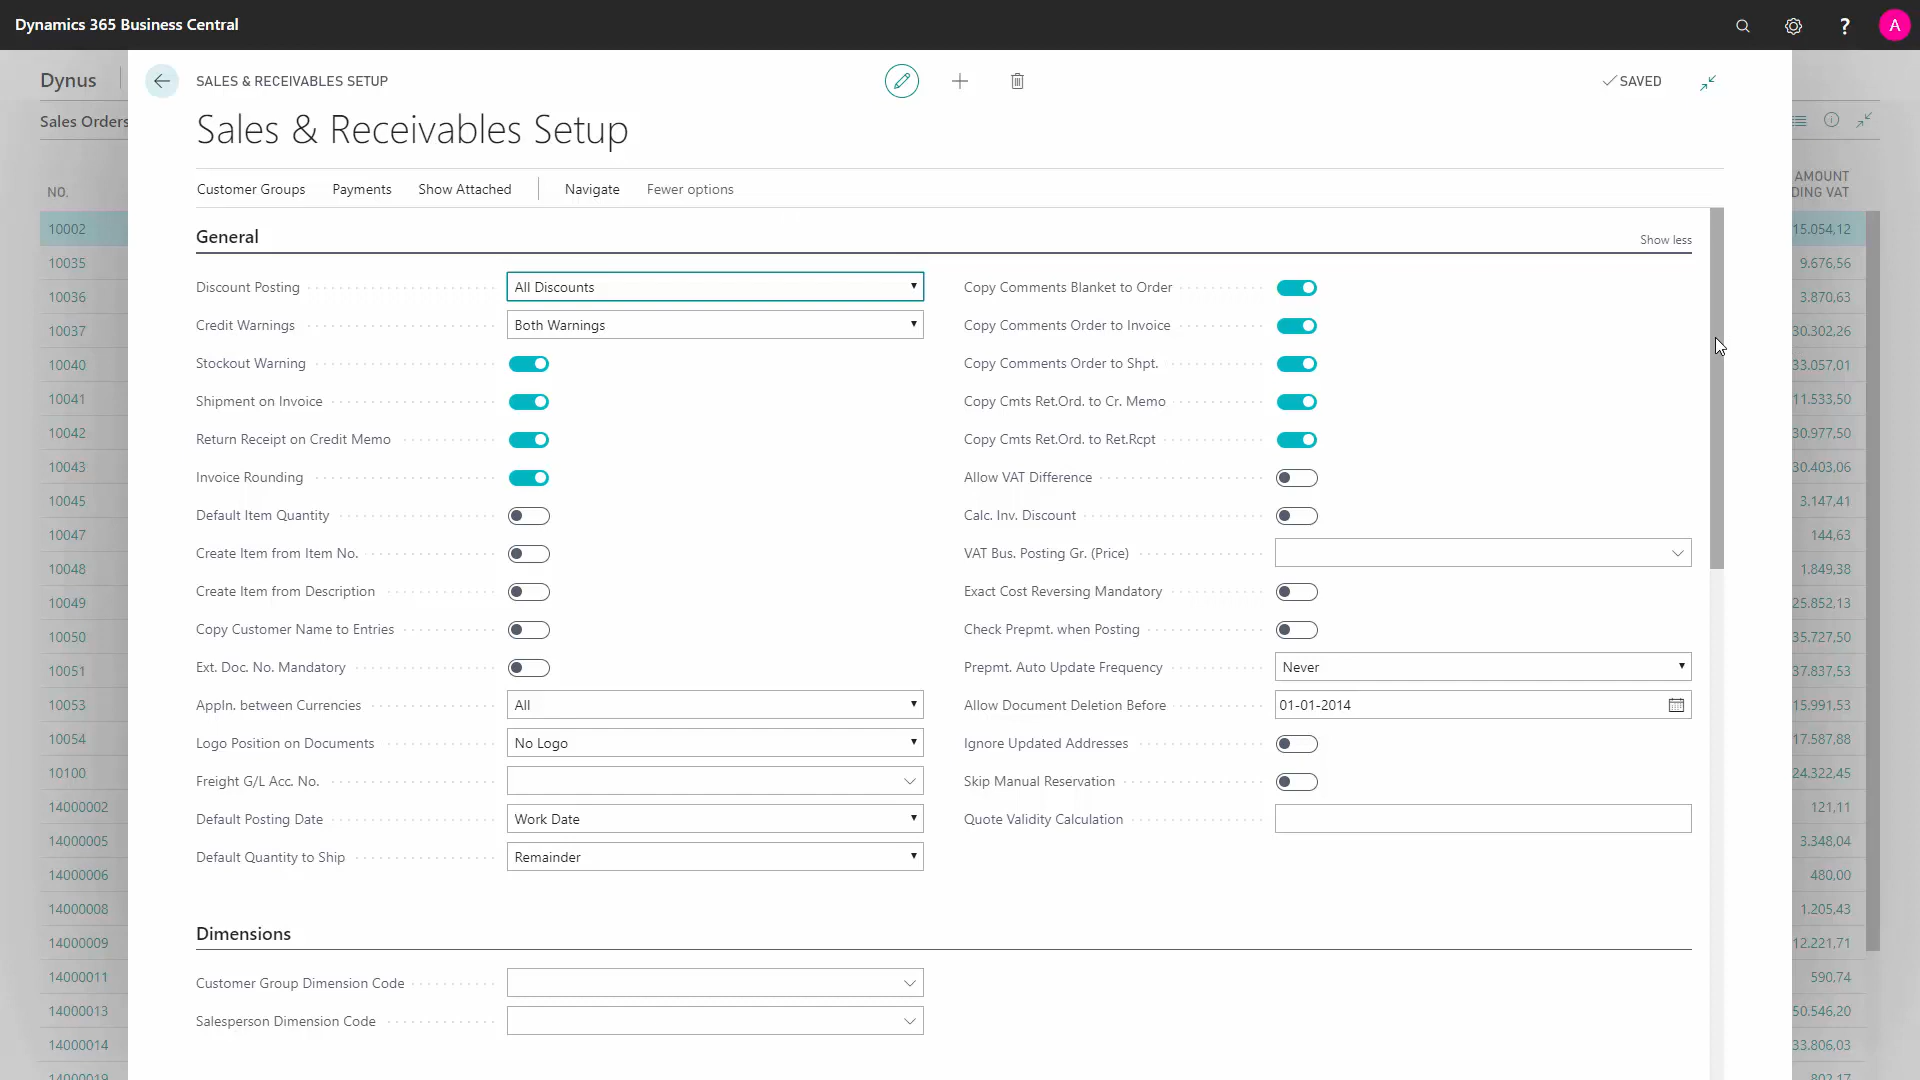 Dynamics 365 Business Central
?
A
Dynus
SALES & RECEIVABLES SETUP
SAVED
Sales Orders
Sales & Receivables Setup
Customer Groups
Payments
Show Attached
Navigate
Fewer options
General
Show less
Discount Posting
All Discounts
Credit Warnings
Both Warnings
Stockout Warning
Shipment on Invoice
Return Receipt on Credit Memo
Invoice Rounding
Default Item Quantity
Create Item from Item No.
Create Item from Description
Copy Customer Name to Entries
Ext. Doc. No. Mandatory
Appln. between Currencies
All
Logo Position on Documents
No Logo
Freight G/L Acc. No.
Default Posting Date
Work Date
Default Quantity to Ship
Remainder
Copy Comments Blanket to Order
Copy Comments Order to Invoice
Copy Comments Order to Shpt.
Copy Cmts Ret.Ord. to Cr. Memo
Copy Cmts Ret.Ord. to Ret.Rcpt
Allow VAT Difference
Calc. Inv. Discount
VAT Bus. Posting Gr. (Price)
Exact Cost Reversing Mandatory
Check Prepmt. when Posting
Prepmt. Auto Update Frequency
Never
Allow Document Deletion Before
01-01-2014
Ignore Updated Addresses
Skip Manual Reservation
Quote Validity Calculation
Dimensions
Customer Group Dimension Code
Salesperson Dimension Code
NO.
10002
10035
10036
10037
10040
10041
10042
10043
10045
10047
10048
10049
10050
10051
10053
10054
10100
14000002
14000005
14000006
14000008
14000009
14000011
14000013
14000014
14000019
AMOUNT
DING VAT
15.054,12
9.676,56
3.870,63
30.302,26
33.057,01
11.533,50
30.977,50
30.403,06
3.147,41
144,63
1.849,38
25.852,13
35.727,50
37.837,53
15.991,53
17.587,88
24.322,45
121,11
3.348,04
480,00
1.205,43
12.221,71
590,74
50.546,20
33.806,03
802,17